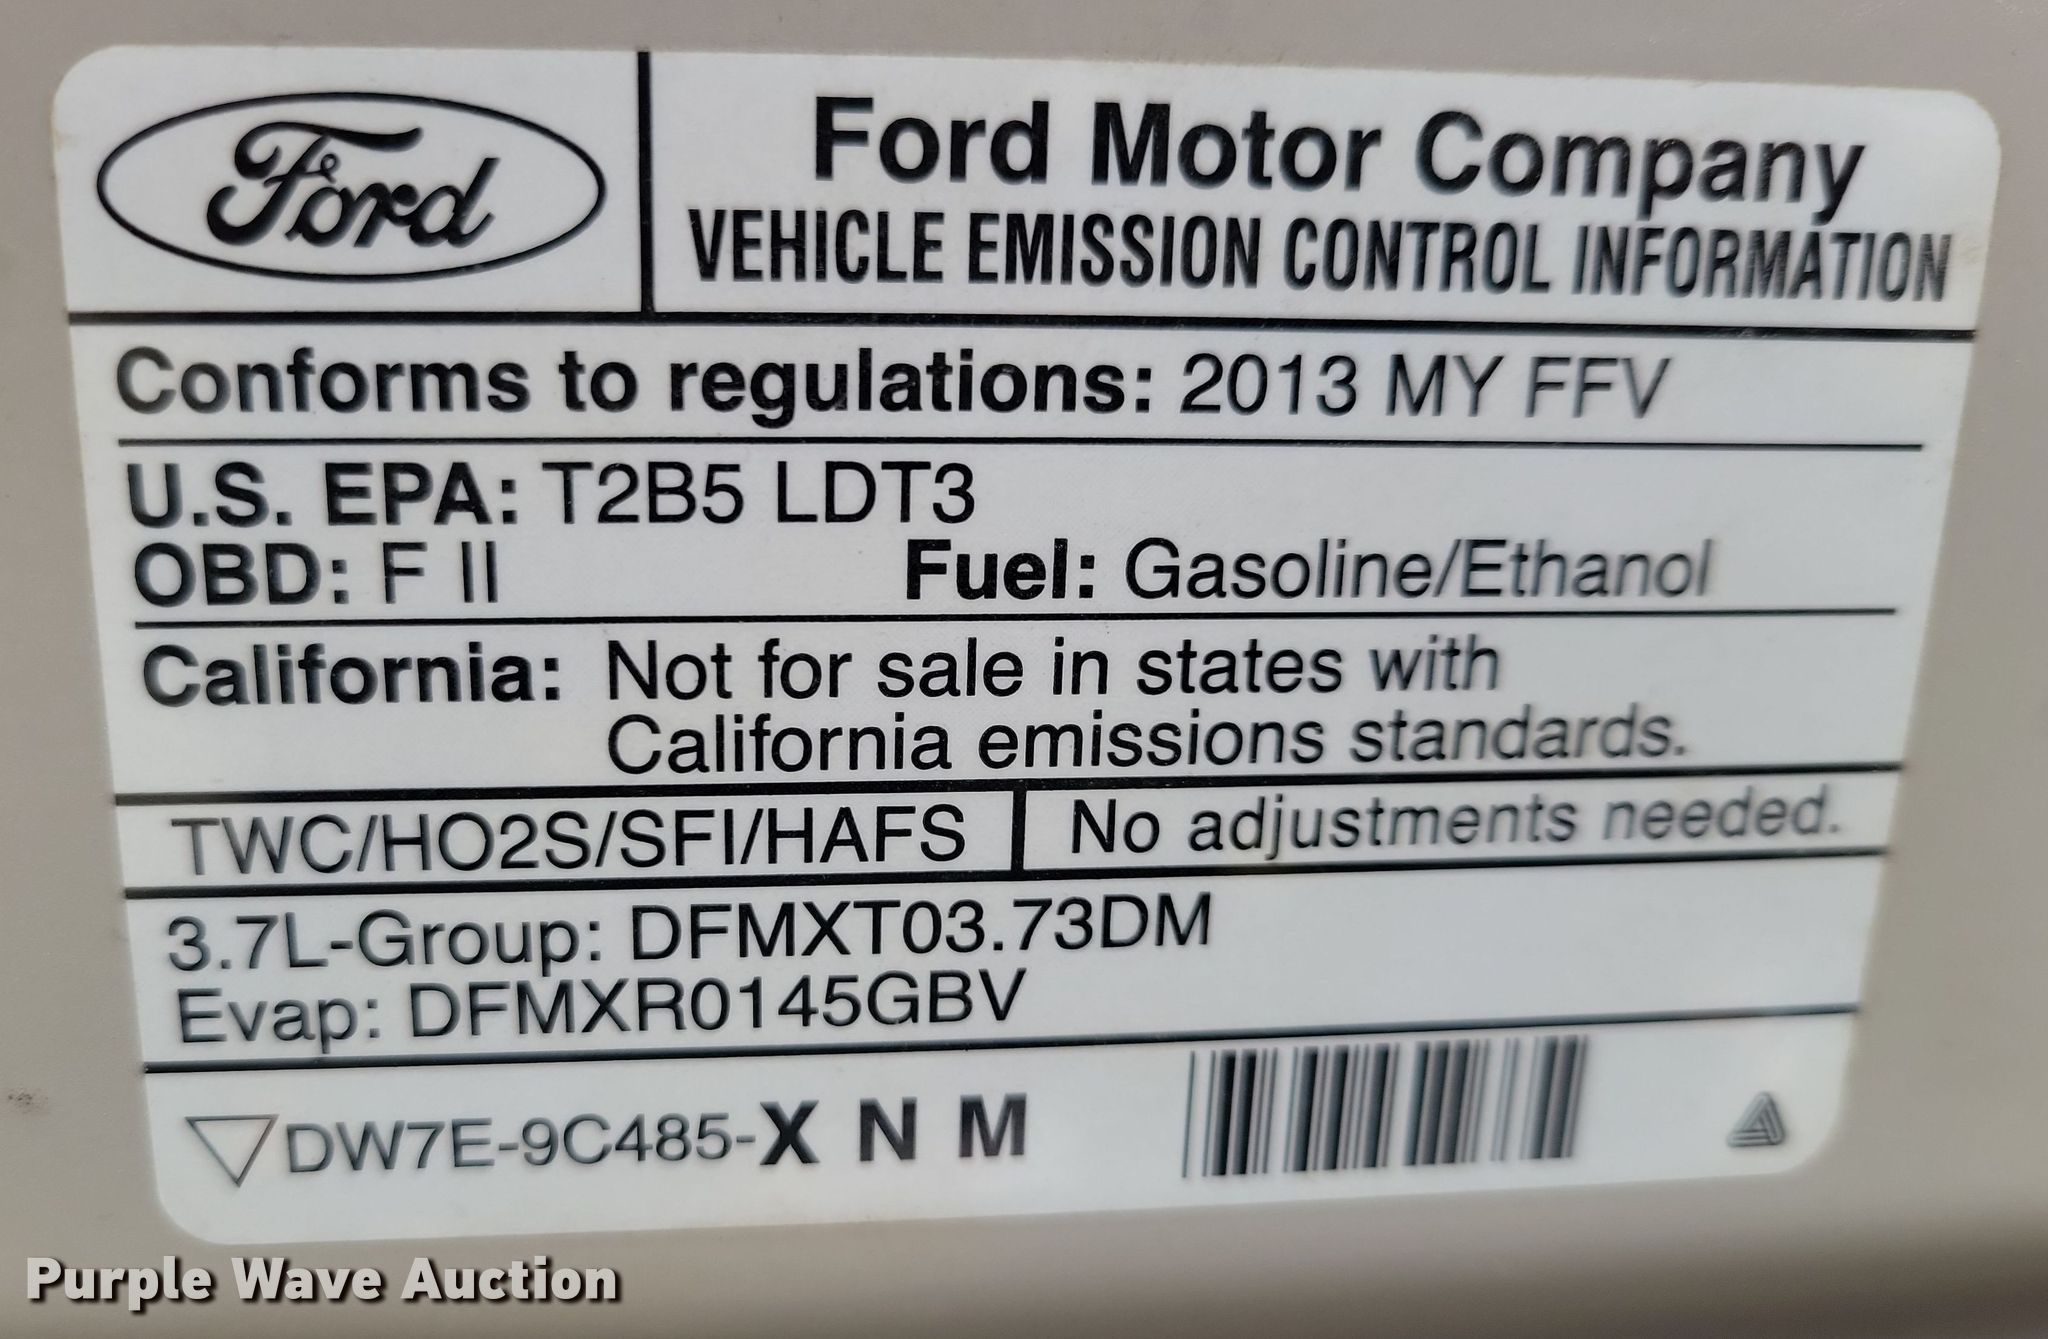 Ford
Ford Motor Company
VEHICLE EMISSION CONTROL INFORMATION
Conforms to regulations: 2013 MY FFV
U.S. EPA: T2B5 LDT3
OBD: F II Fuel: Gasoline/Ethanol
California: Not for sale in states with
California emissions standards.
TWC/HO2S/SFI/HAFS No adjustments needed.
3.7L-Group: DFMXT03.73DM
Evap: DFMXR0145GBV
DW7E-9C485-X N M
Purple Wave Auction